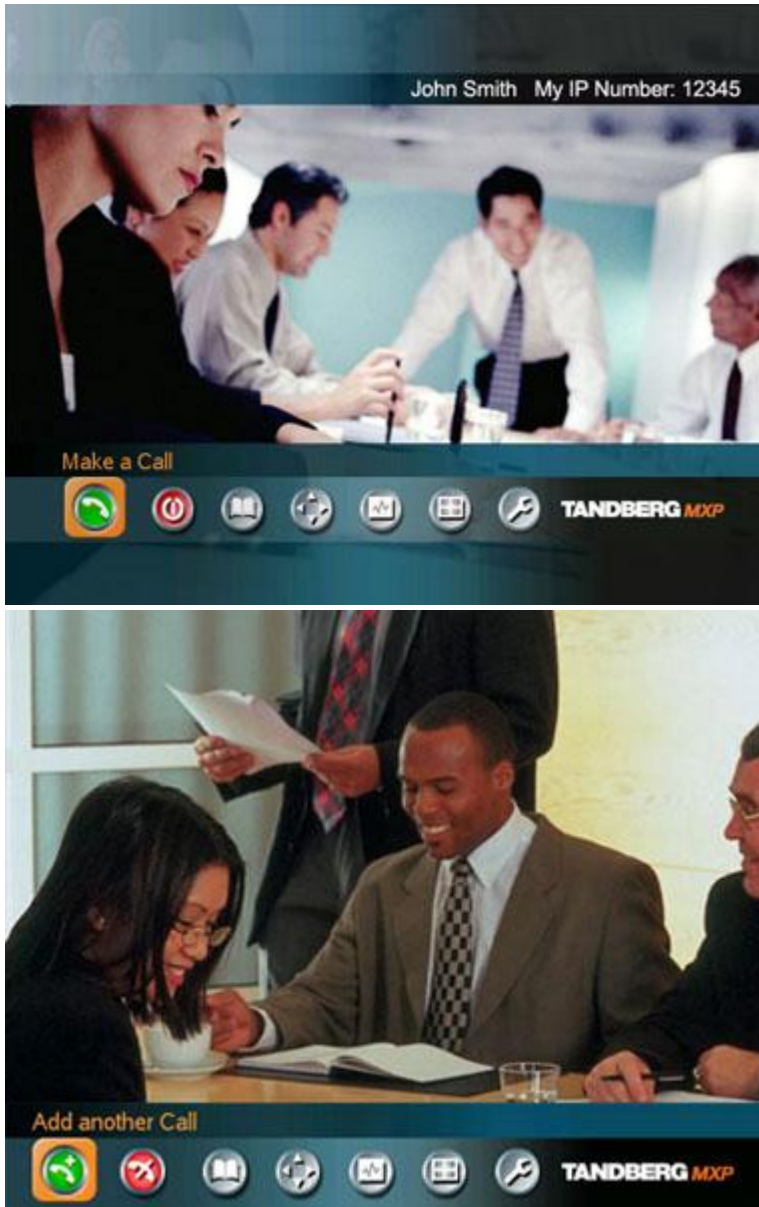 John Smith My IP Number: 12345
Make a Call
TANDBERG MXP
Add another Call
TANDBERG MXP